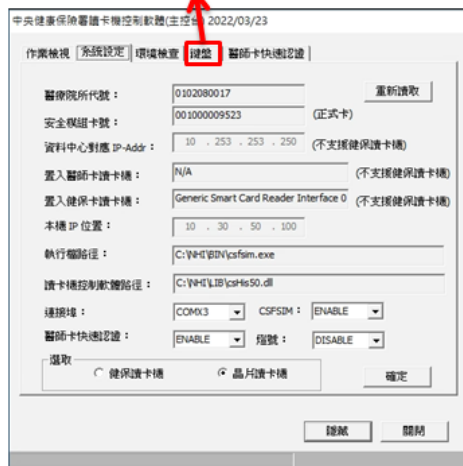 中央健康保險署讀卡機控制軟體(主控台) 2022/03/23
作業檢視 系統設定 環境檢查 鍵盤 醫師卡快速認證
醫療院所代號： 0102080017 重新讀取
安全模組卡號： 001000009523 (正式卡)
資料中心對應 IP-Addr： 10 . 253 . 253 . 250 (不支援健保讀卡機)
置入醫師卡讀卡機： N/A (不支援健保讀卡機)
置入健保卡讀卡機： Generic Smart Card Reader Interface 0 (不支援健保讀卡機)
本機 IP 位置： 10 . 30 . 50 . 100
執行檔路徑： C:\NHI\BIN\csfsim.exe
讀卡機控制軟體路徑： C:\NHI\LIB\csHis50.dll
連接埠： COMX3 CSFSIM： ENABLE
醫師卡快速認證： ENABLE 燈號： DISABLE
選取
健保讀卡機 晶片讀卡機 確定
隱藏 關閉